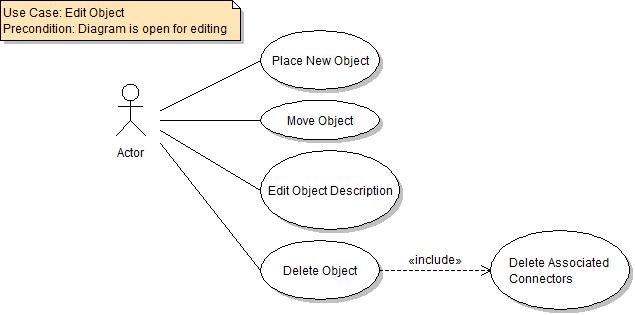 Use Case: Edit Object
Precondition: Diagram is open for editing
Place New Object
Move Object
Actor
Edit Object Description
Delete Object
«include»
Delete Associated
Connectors